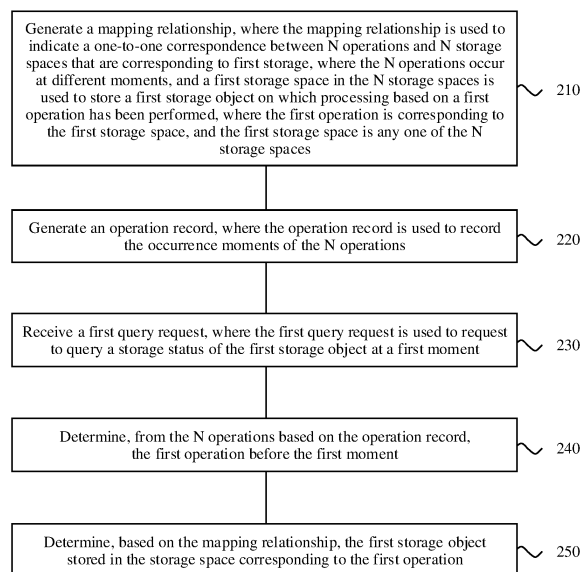 Generate a mapping relationship, where the mapping relationship is used to
indicate a one-to-one correspondence between N operations and N storage
spaces that are corresponding to first storage, where the N operations occur
at different moments, and a first storage space in the N storage spaces is
used to store a first storage object on which processing based on a first
operation has been performed, where the first operation is corresponding to
the first storage space, and the first storage space is any one of the N
storage spaces
210
Generate an operation record, where the operation record is used to record
the occurrence moments of the N operations
220
Receive a first query request, where the first query request is used to request
to query a storage status of the first storage object at a first moment
230
Determine, from the N operations based on the operation record,
the first operation before the first moment
240
Determine, based on the mapping relationship, the first storage object
stored in the storage space corresponding to the first operation
250